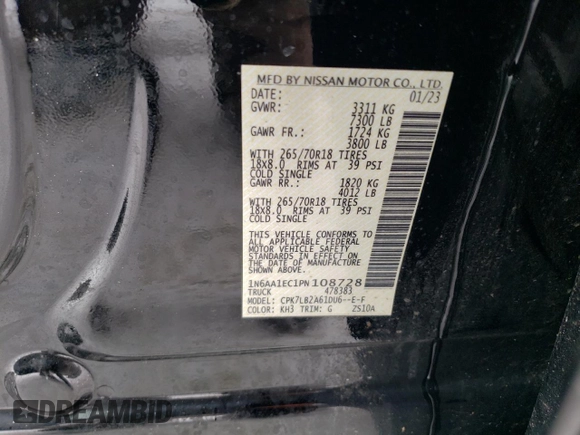 MFD BY NISSAN MOTOR CO., LTD.
DATE: 01/23
GVWR: 3311 KG
7300 LB
GAWR FR.: 1724 KG
3800 LB
WITH 265/70R18 TIRES
18X8.0 RIMS AT 39 PSI
COLD SINGLE
GAWR RR.: 1820 KG
4012 LB
WITH 265/70R18 TIRES
18X8.0 RIMS AT 39 PSI
COLD SINGLE
THIS VEHICLE CONFORMS TO
ALL APPLICABLE FEDERAL
MOTOR VEHICLE SAFETY
STANDARDS IN EFFECT ON
THE DATE OF MANUFACTURE
SHOWN ABOVE.
1N6AA1EC1PN108728
TRUCK 478383
MODEL: CPK7LB2A61DU6--E-F
COLOR: KH3 TRIM: G ZS10A
DREAMBID